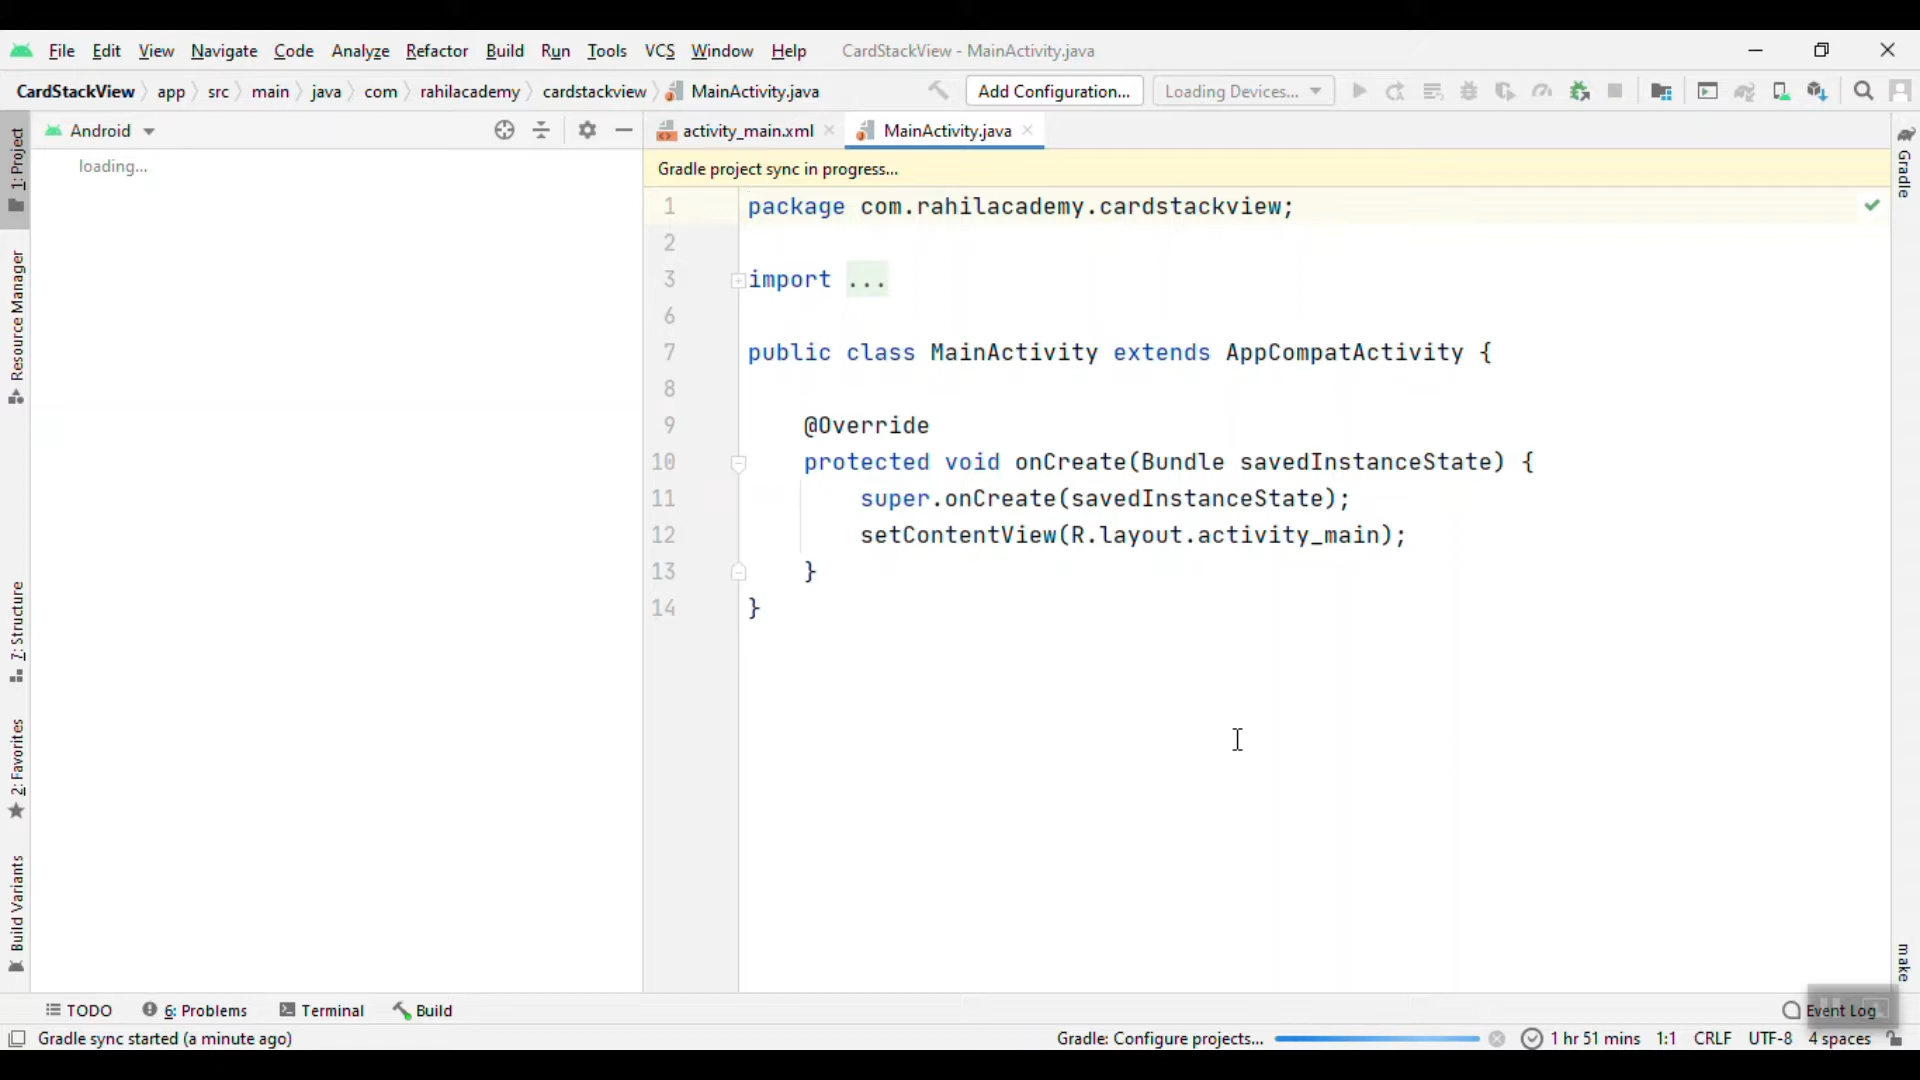 File Edit View Navigate Code Analyze Refactor Build Run Tools VCS Window Help CardStackView - MainActivity.java
CardStackView app src main java com rahilacademy cardstackview MainActivity.java Add Configuration... Loading Devices...
Android
loading...
activity_main.xml MainActivity.java
Gradle project sync in progress...
1 package com.rahilacademy.cardstackview;
2
3 import ...
6
7 public class MainActivity extends AppCompatActivity {
8
9 @Override
10 protected void onCreate(Bundle savedInstanceState) {
11 super.onCreate(savedInstanceState);
12 setContentView(R.layout.activity_main);
13 }
14 }
1: Project
Resource Manager
7: Structure
2: Favorites
Build Variants
Gradle
make
TODO 6: Problems Terminal Build Event Log
Gradle sync started (a minute ago) Gradle: Configure projects... 1 hr 51 mins 1:1 CRLF UTF-8 4 spaces